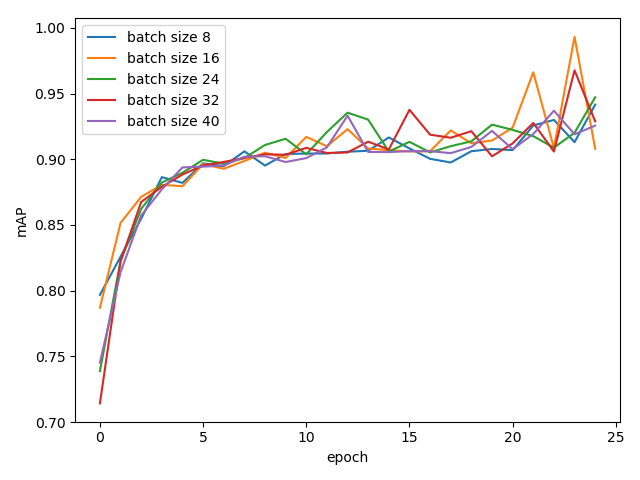 1.00
0.95
0.90
0.85
0.80
0.75
0.70
mAP
batch size 8
batch size 16
batch size 24
batch size 32
batch size 40
0 5 10 15 20 25
epoch